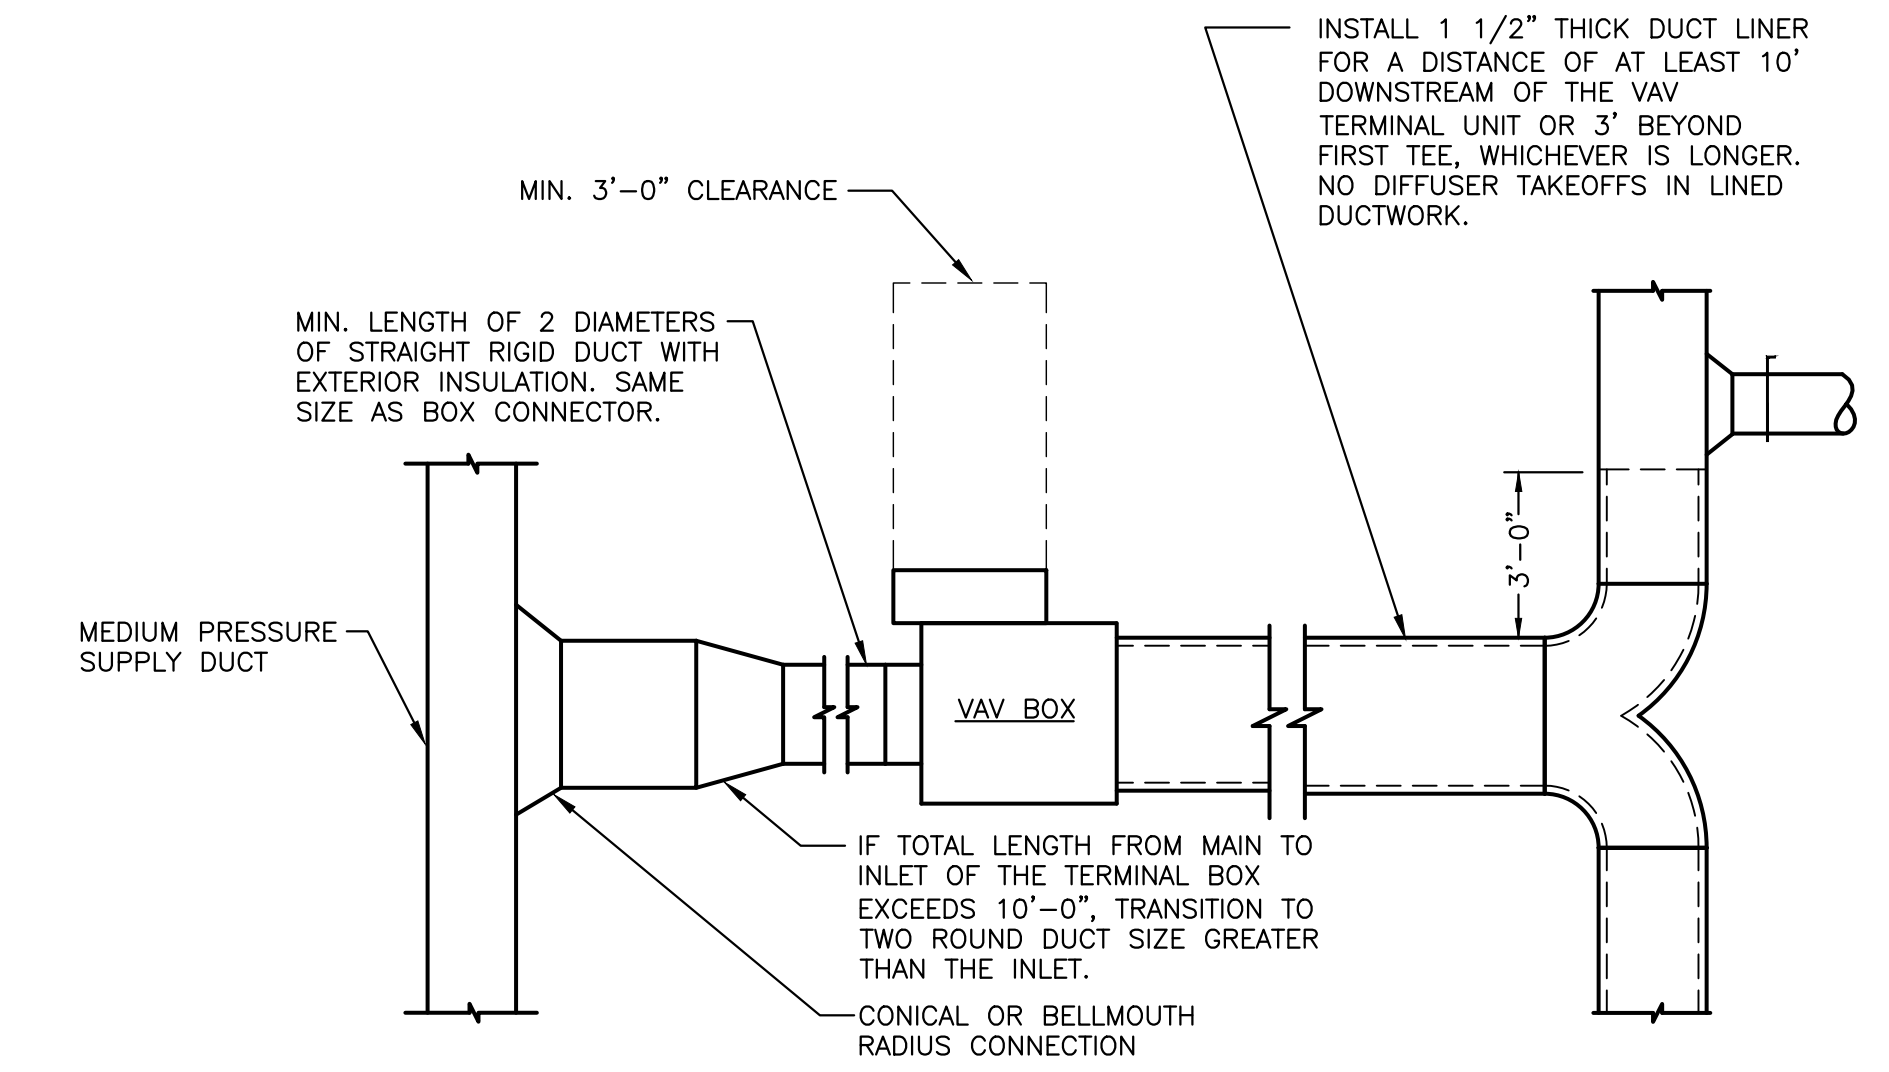 INSTALL 1 1/2" THICK DUCT LINER
FOR A DISTANCE OF AT LEAST 10'
DOWNSTREAM OF THE VAV
TERMINAL UNIT OR 3' BEYOND
FIRST TEE, WHICHEVER IS LONGER.
NO DIFFUSER TAKEOFFS IN LINED
DUCTWORK.
MIN. 3'-0" CLEARANCE
MIN. LENGTH OF 2 DIAMETERS
OF STRAIGHT RIGID DUCT WITH
EXTERIOR INSULATION. SAME
SIZE AS BOX CONNECTOR.
3'-0"
MEDIUM PRESSURE
SUPPLY DUCT
VAV BOX
IF TOTAL LENGTH FROM MAIN TO
INLET OF THE TERMINAL BOX
EXCEEDS 10'-0", TRANSITION TO
TWO ROUND DUCT SIZE GREATER
THAN THE INLET.
CONICAL OR BELLMOUTH
RADIUS CONNECTION